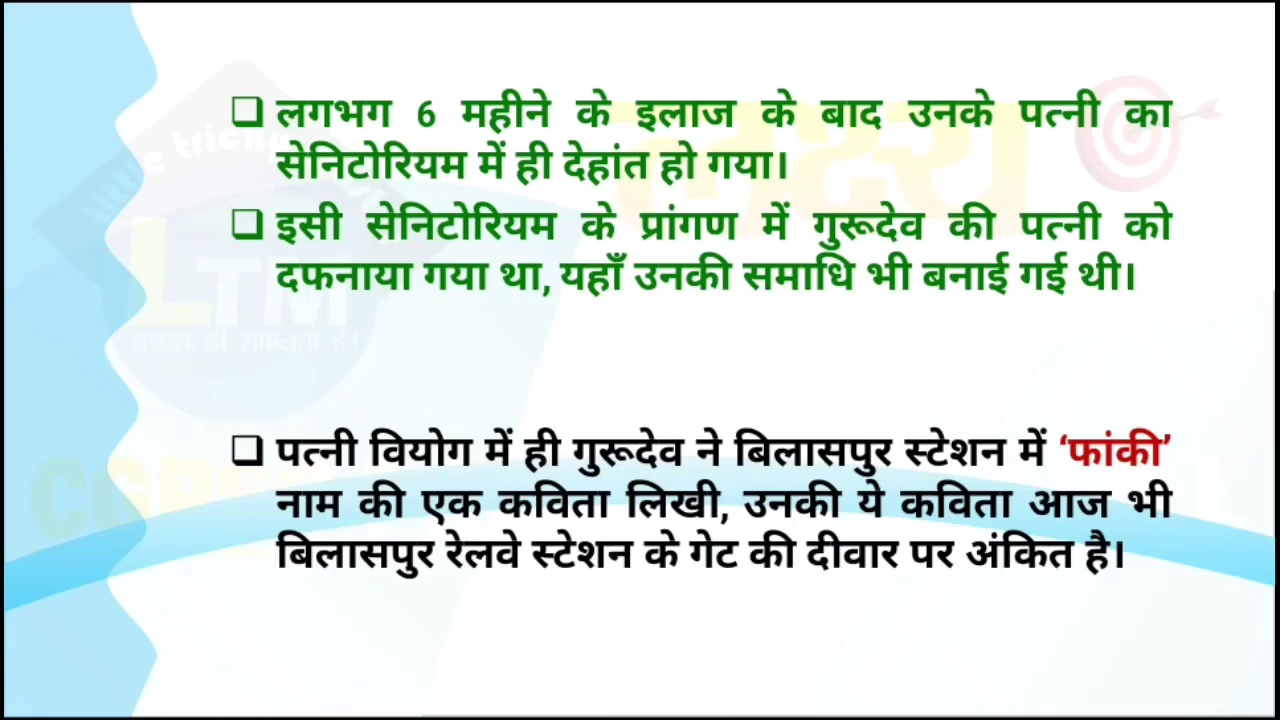 लगभग 6 महीने के इलाज के बाद उनके पत्नी का
सेनिटोरियम में ही देहांत हो गया।
इसी सेनिटोरियम के प्रांगण में गुरूदेव की पत्नी को
दफनाया गया था, यहाँ उनकी समाधि भी बनाई गई थी।
पत्नी वियोग में ही गुरूदेव ने बिलासपुर स्टेशन में ‘फांकी’
नाम की एक कविता लिखी, उनकी ये कविता आज भी
बिलासपुर रेलवे स्टेशन के गेट की दीवार पर अंकित है।
LTM